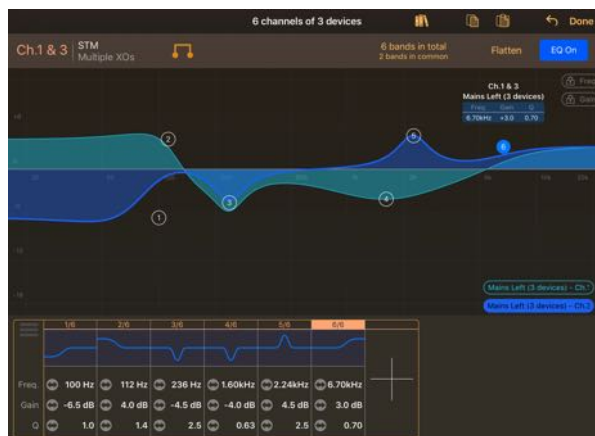 6 channels of 3 devices
Done
Ch.1 & 3
STM
Multiple XOs
6 bands in total
2 bands in common
Flatten
EQ On
Ch.1 & 3
Mains Left (3 devices)
Freq. Gain Q
6.70kHz +3.0 0.70
Freq
Gain
2
5
6
3
4
1
Mains Left (3 devices) - Ch.1
Mains Left (3 devices) - Ch.3
1/6 2/6 3/6 4/6 5/6 6/6
Freq. 100 Hz 112 Hz 236 Hz 1.60kHz 2.24kHz 6.70kHz
Gain -6.5 dB 4.0 dB -4.5 dB -4.0 dB 4.5 dB 3.0 dB
Q 1.0 1.4 2.5 0.63 2.5 0.70